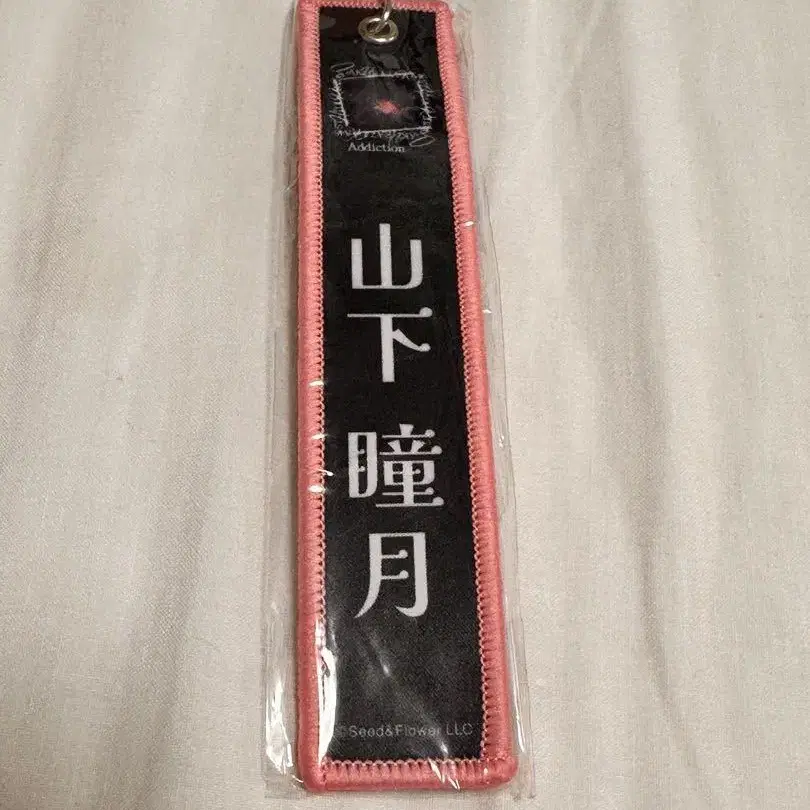 Addiction
山下 瞳月
©Seed&Flower LLC